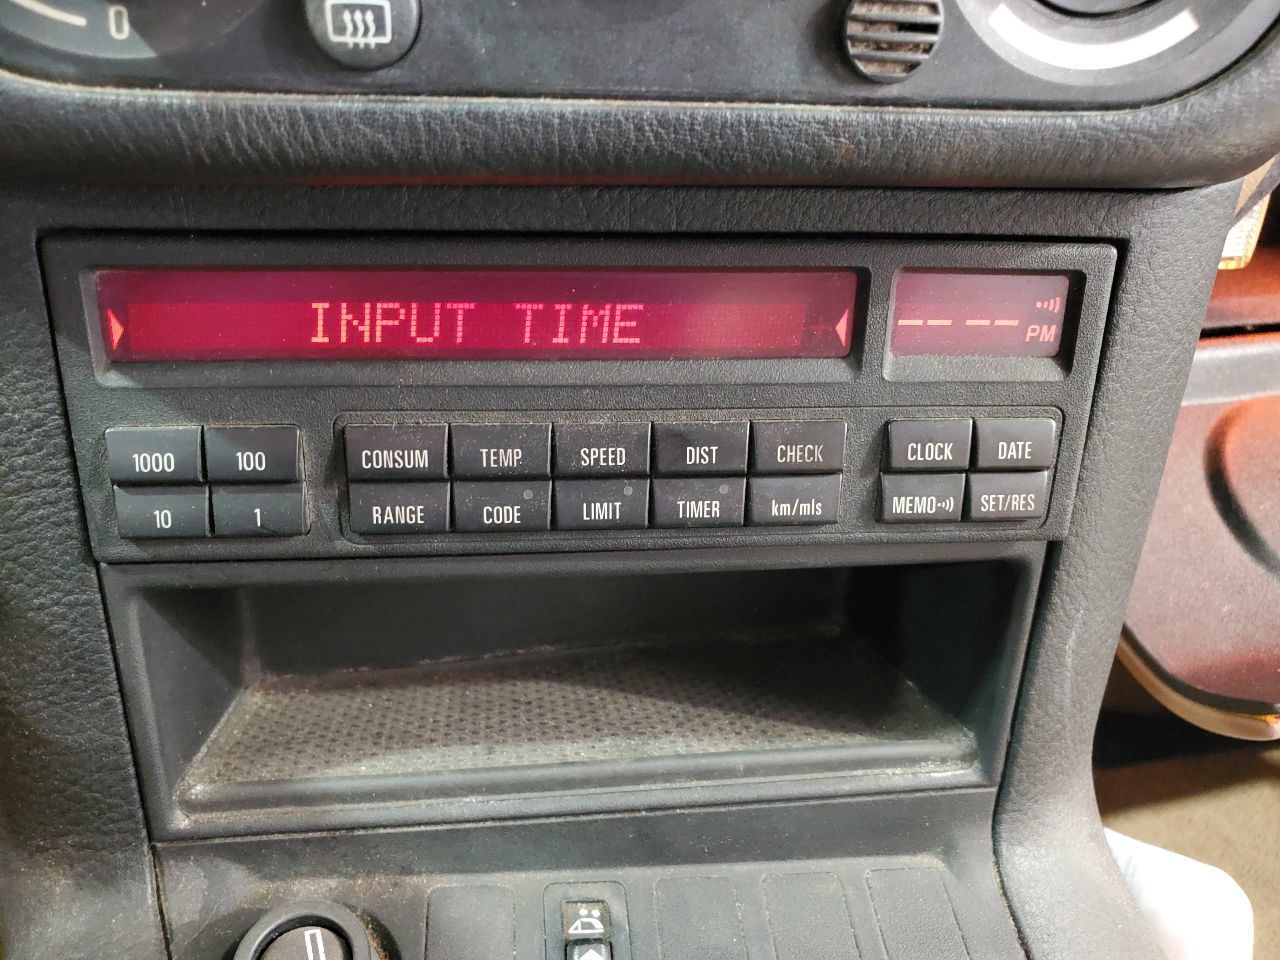 0
INPUT TIME
-- -- PM
1000 100
10 1
CONSUM TEMP SPEED DIST CHECK
RANGE CODE LIMIT TIMER km/mls
CLOCK DATE
MEMO SET/RES